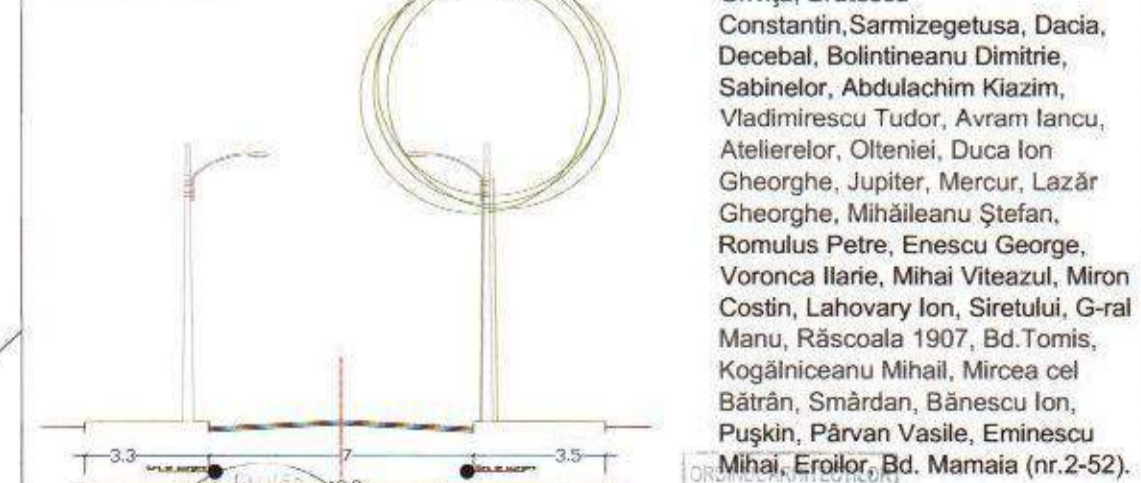 Constantin,Sarmizegetusa, Dacia,
Decebal, Bolintineanu Dimitrie,
Sabinelor, Abdulachim Kiazim,
Vladimirescu Tudor, Avram Iancu,
Atelierelor, Olteniei, Duca Ion
Gheorghe, Jupiter, Mercur, Lazăr
Gheorghe, Mihăileanu Ştefan,
Romulus Petre, Enescu George,
Voronca Ilarie, Mihai Viteazul, Miron
Costin, Lahovary Ion, Siretului, G-ral
Manu, Răscoala 1907, Bd.Tomis,
Kogălniceanu Mihail, Mircea cel
Bătrân, Smârdan, Bănescu Ion,
Puşkin, Pârvan Vasile, Eminescu
Mihai, Eroilor, Bd. Mamaia (nr.2-52).
3.3 7 3.5